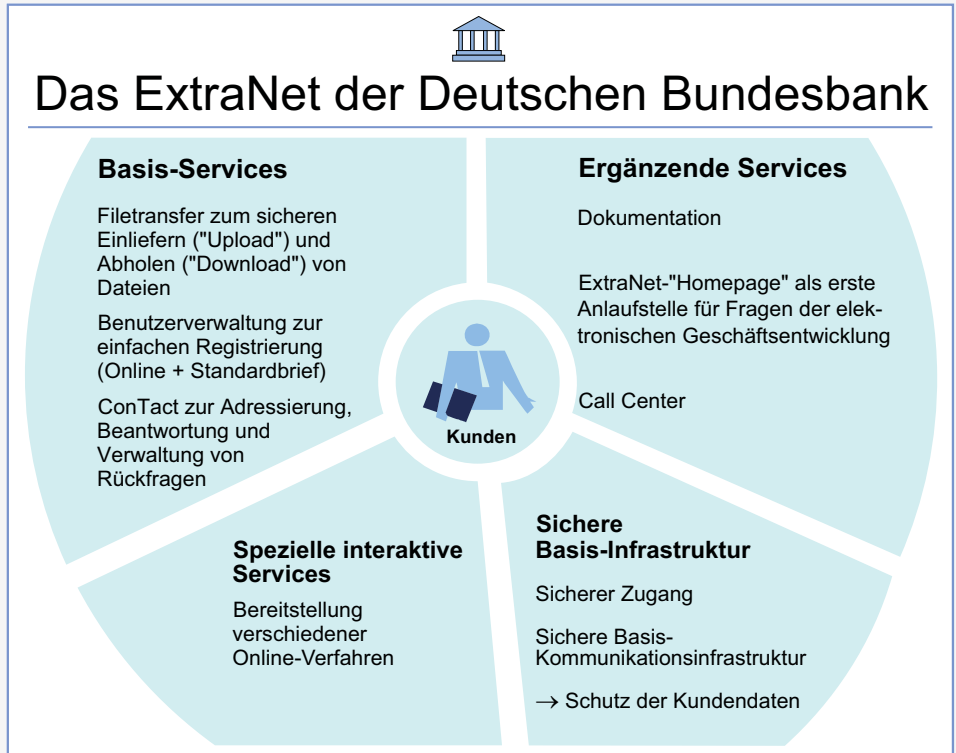 Das ExtraNet der Deutschen Bundesbank
Basis-Services
Filetransfer zum sicheren
Einliefern ("Upload") und
Abholen ("Download") von
Dateien
Benutzerverwaltung zur
einfachen Registrierung
(Online + Standardbrief)
ConTact zur Adressierung,
Beantwortung und
Verwaltung von
Rückfragen
Ergänzende Services
Dokumentation
ExtraNet-"Homepage" als erste
Anlaufstelle für Fragen der elek-
tronischen Geschäftsentwicklung
Call Center
Kunden
Spezielle interaktive
Services
Bereitstellung
verschiedener
Online-Verfahren
Sichere
Basis-Infrastruktur
Sicherer Zugang
Sichere Basis-
Kommunikationsinfrastruktur
→ Schutz der Kundendaten